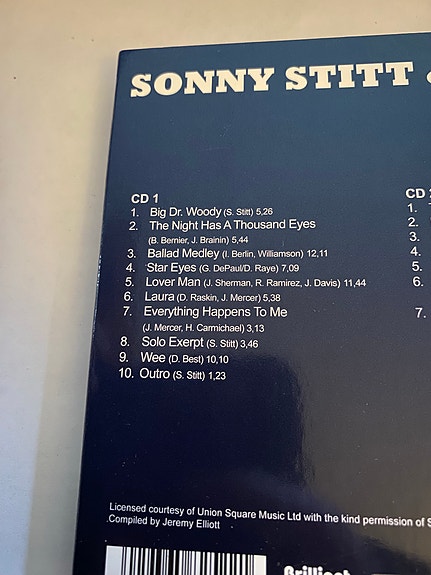 SONNY STITT
CD 1
1. Big Dr. Woody (S. Stitt) 5,26
2. The Night Has A Thousand Eyes
(B. Bernier, J. Brainin) 5,44
3. Ballad Medley (I. Berlin, Williamson) 12,11
4. Star Eyes (G. DePaul/D. Raye) 7,09
5. Lover Man (J. Sherman, R. Ramirez, J. Davis) 11,44
6. Laura (D. Raskin, J. Mercer) 5,38
7. Everything Happens To Me
(J. Mercer, H. Carmichael) 3,13
8. Solo Exerpt (S. Stitt) 3,46
9. Wee (D. Best) 10,10
10. Outro (S. Stitt) 1,23
CD
1.
2.
3.
4.
5.
6.
7.
Licensed courtesy of Union Square Music Ltd with the kind permission of
Compiled by Jeremy Elliott